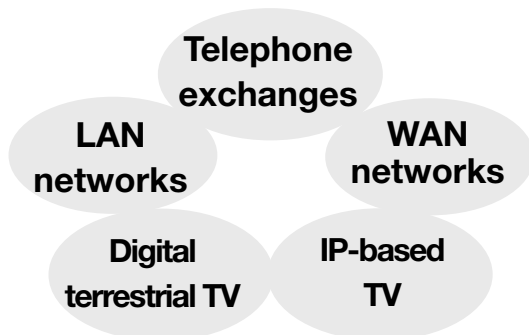 Telephone
exchanges
LAN
networks
WAN
networks
Digital
terrestrial TV
IP-based
TV